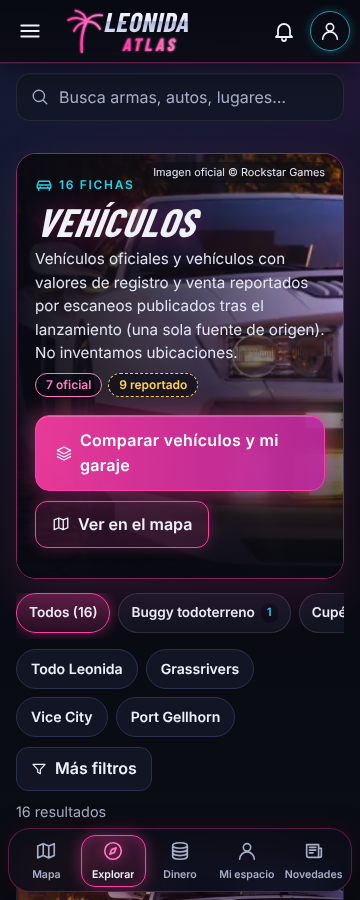 LEONIDA
ATLAS
Busca armas, autos, lugares...
Imagen oficial © Rockstar Games
16 FICHAS
VEHÍCULOS
Vehículos oficiales y vehículos con
valores de registro y venta reportados
por escaneos publicados tras el
lanzamiento (una sola fuente de origen).
No inventamos ubicaciones.
7 oficial
9 reportado
Comparar vehículos y mi
garaje
Ver en el mapa
Todos (16)
Buggy todoterreno 1
Cupé
Todo Leonida
Grassrivers
Vice City
Port Gellhorn
Más filtros
16 resultados
Mapa
Explorar
Dinero
Mi espacio
Novedades